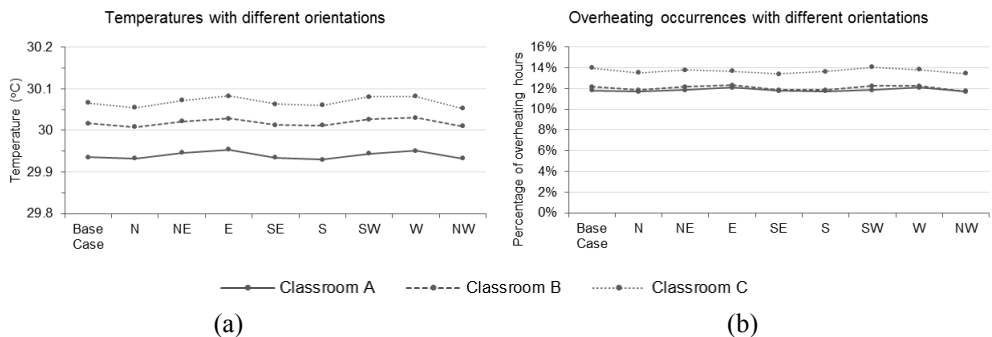 Temperatures with different orientations
Temperature (°C)
30.2
30.1
30
29.9
29.8
Base Case
N
NE
E
SE
S
SW
W
NW
Overheating occurrences with different orientations
Percentage of overheating hours
16%
14%
12%
10%
8%
6%
4%
2%
0%
Base Case
N
NE
E
SE
S
SW
W
NW
Classroom A
Classroom B
Classroom C
(a)
(b)